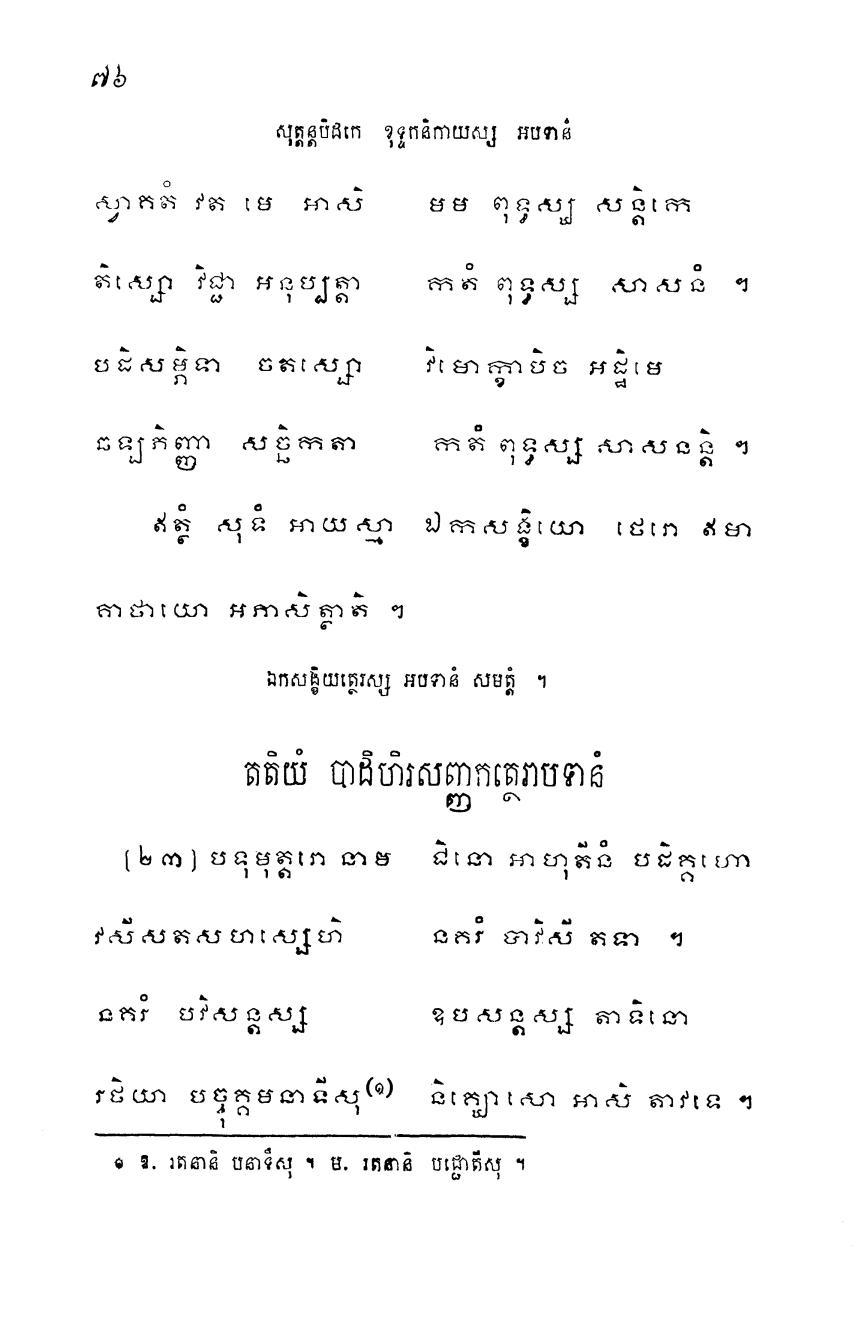 ៧៦
សុត្តន្តបិដកេ ខុទ្ទកនិកាយស្ស អបទានំ
ស្វាគតំ វត មេ អាសិ មម ពុទ្ធស្ស សន្តិកេ
តិស្សោ វិជ្ជា អនុប្បត្តា កតំ ពុទ្ធស្ស សាសនំ ។
បដិសម្ភិទា ចតស្សោ វិមោក្ខាបិច អដ្ឋិមេ
ឆឡភិញ្ញា សច្ឆិកតា កតំ ពុទ្ធស្ស សាសនន្តិ ។
ឥត្ថំ សុទំ អាយស្មា ឯកសង្ខិយោ ថេរោ ឥមា
គាថាយោ អភាសិត្ថាតិ ។
ឯកសង្ខិយត្ថេរស្ស អបទានំ សមត្តំ ។
តតិយំ បាដិហិរសញ្ញកត្ថេរាបទានំ
[២៣] បទុមុត្តរោ នាម ជិនោ អាហុតីនំ បដិគ្គហោ
វសីសតសហស្សេហិ នគរំ បាវិសី តទា ។
នគរំ បវិសន្តស្ស ឧបសន្តស្ស តាទិនោ
រថិយា បច្ចុគ្គមនាទីសុ(១) និគ្ឃោសោ អាសិ តាវទេ ។
១ ឱ. រតនានិ បនាទឹសុ ។ ម. រតនានិ បជ្ជោតឹសុ ។